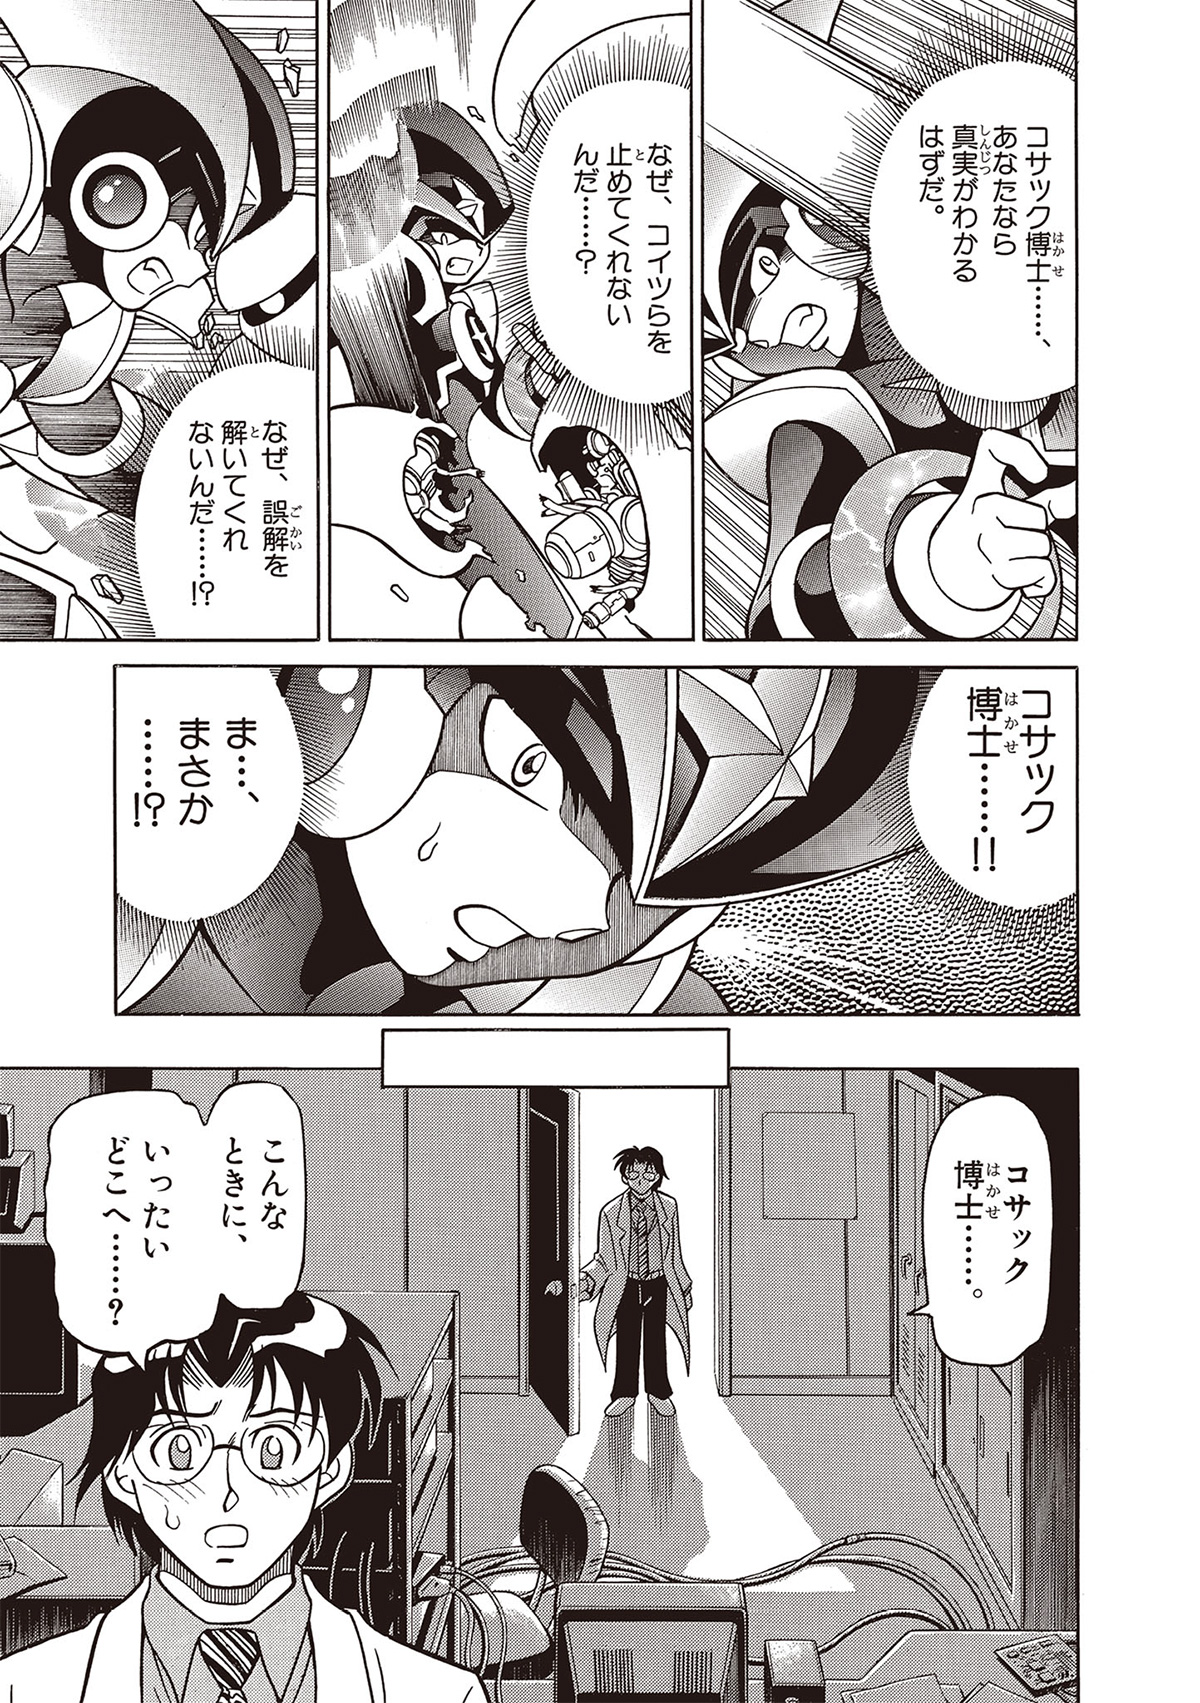 コサック博士……、
あなたなら
真実がわかる
はずだ。
なぜ、コイツらを
止めてくれない
んだ……？
なぜ、誤解を
解いてくれ
ないんだ……!?
コサック
博士……!!
ま…、
まさか
……!?
コサック
博士……。
こんな
ときに、
いったい
どこへ……？